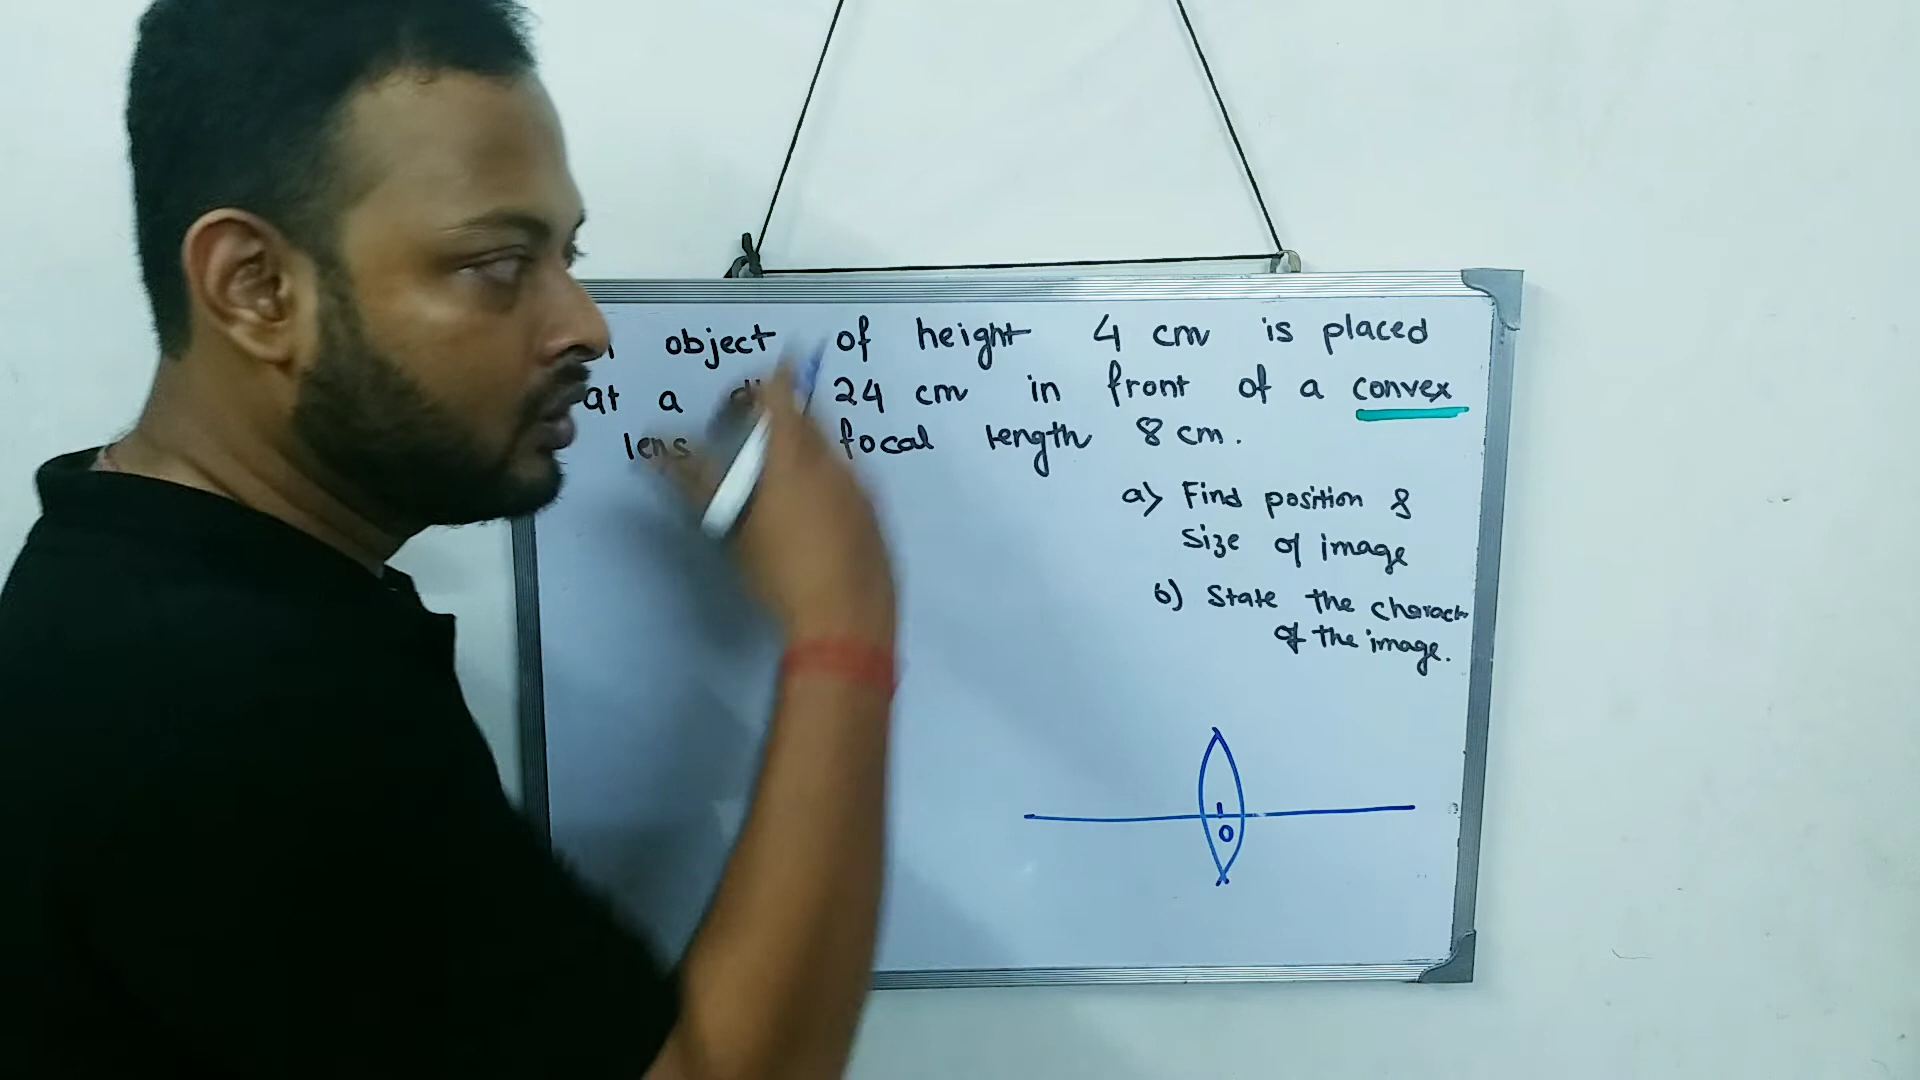 object of height 4 cm is placed
at a 24 cm in front of a convex
lens focal length 8 cm.
a) Find position &
size of image
b) State the charact
of the image.
O